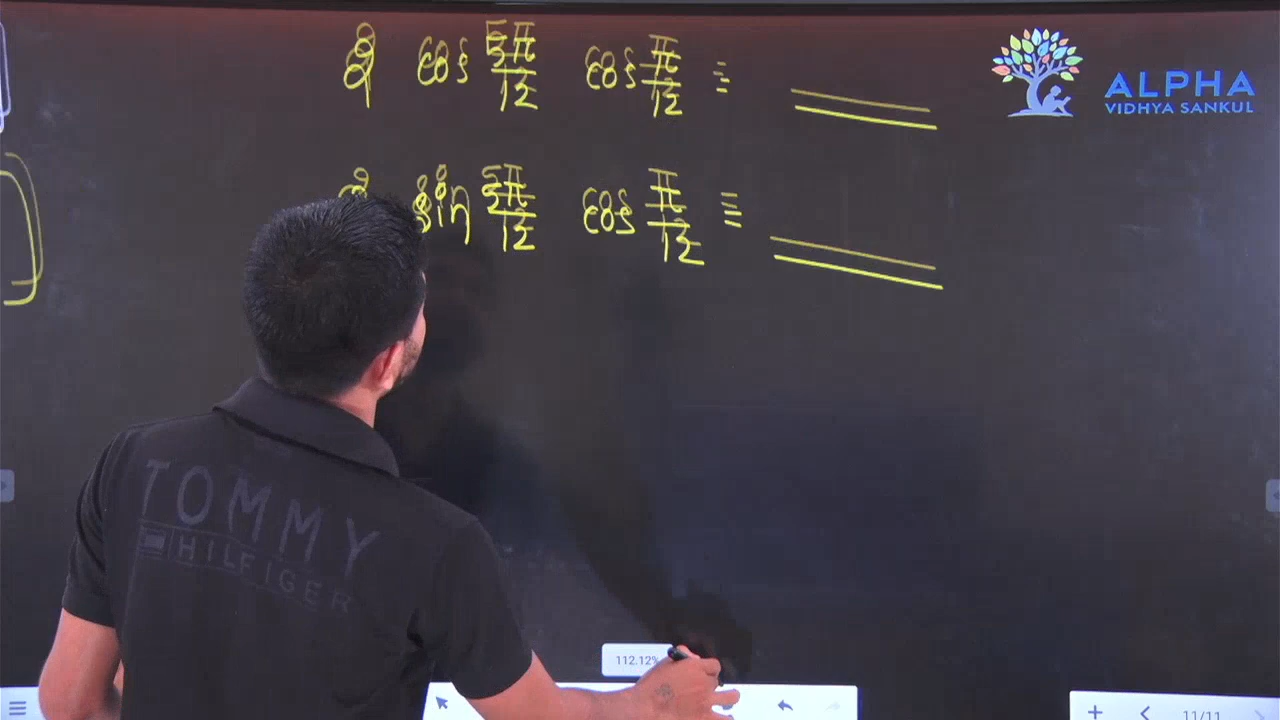 2 cos 5π/12 cos π/12 =
2 sin 5π/12 cos π/12 =
ALPHA
VIDHYA SANKUL
TOMMY
HILFIGER
112.12%
11/11